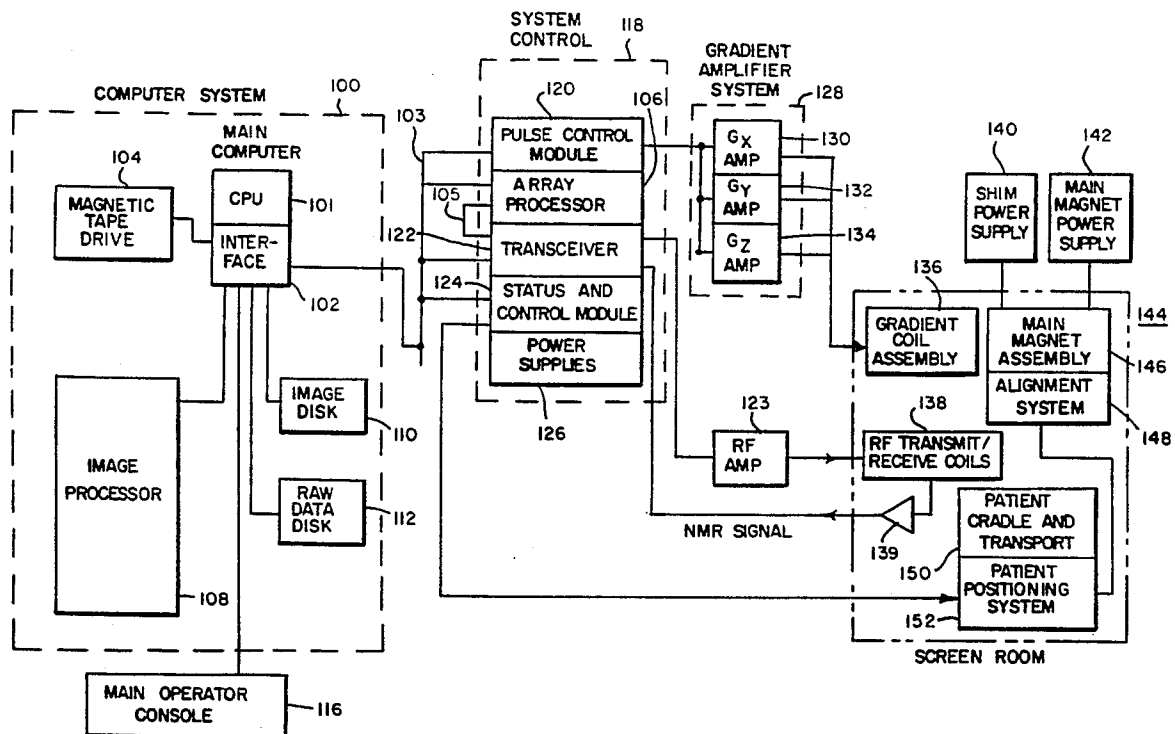 SYSTEM
CONTROL
118
GRADIENT
AMPLIFIER
SYSTEM
128
COMPUTER SYSTEM
100
MAIN
COMPUTER
104
MAGNETIC
TAPE
DRIVE
CPU
101
INTER-
FACE
102
103
105
122
124
120
106
PULSE CONTROL
MODULE
ARRAY
PROCESSOR
TRANSCEIVER
STATUS AND
CONTROL MODULE
POWER
SUPPLIES
126
GX
AMP
130
GY
AMP
132
GZ
AMP
134
140
SHIM
POWER
SUPPLY
142
MAIN
MAGNET
POWER
SUPPLY
136
GRADIENT
COIL
ASSEMBLY
144
MAIN
MAGNET
ASSEMBLY
146
ALIGNMENT
SYSTEM
148
IMAGE
PROCESSOR
108
IMAGE
DISK
110
RAW
DATA
DISK
112
123
RF
AMP
138
RF TRANSMIT/
RECEIVE COILS
139
NMR SIGNAL
PATIENT
CRADLE AND
TRANSPORT
150
PATIENT
POSITIONING
SYSTEM
152
SCREEN ROOM
MAIN OPERATOR
CONSOLE
116